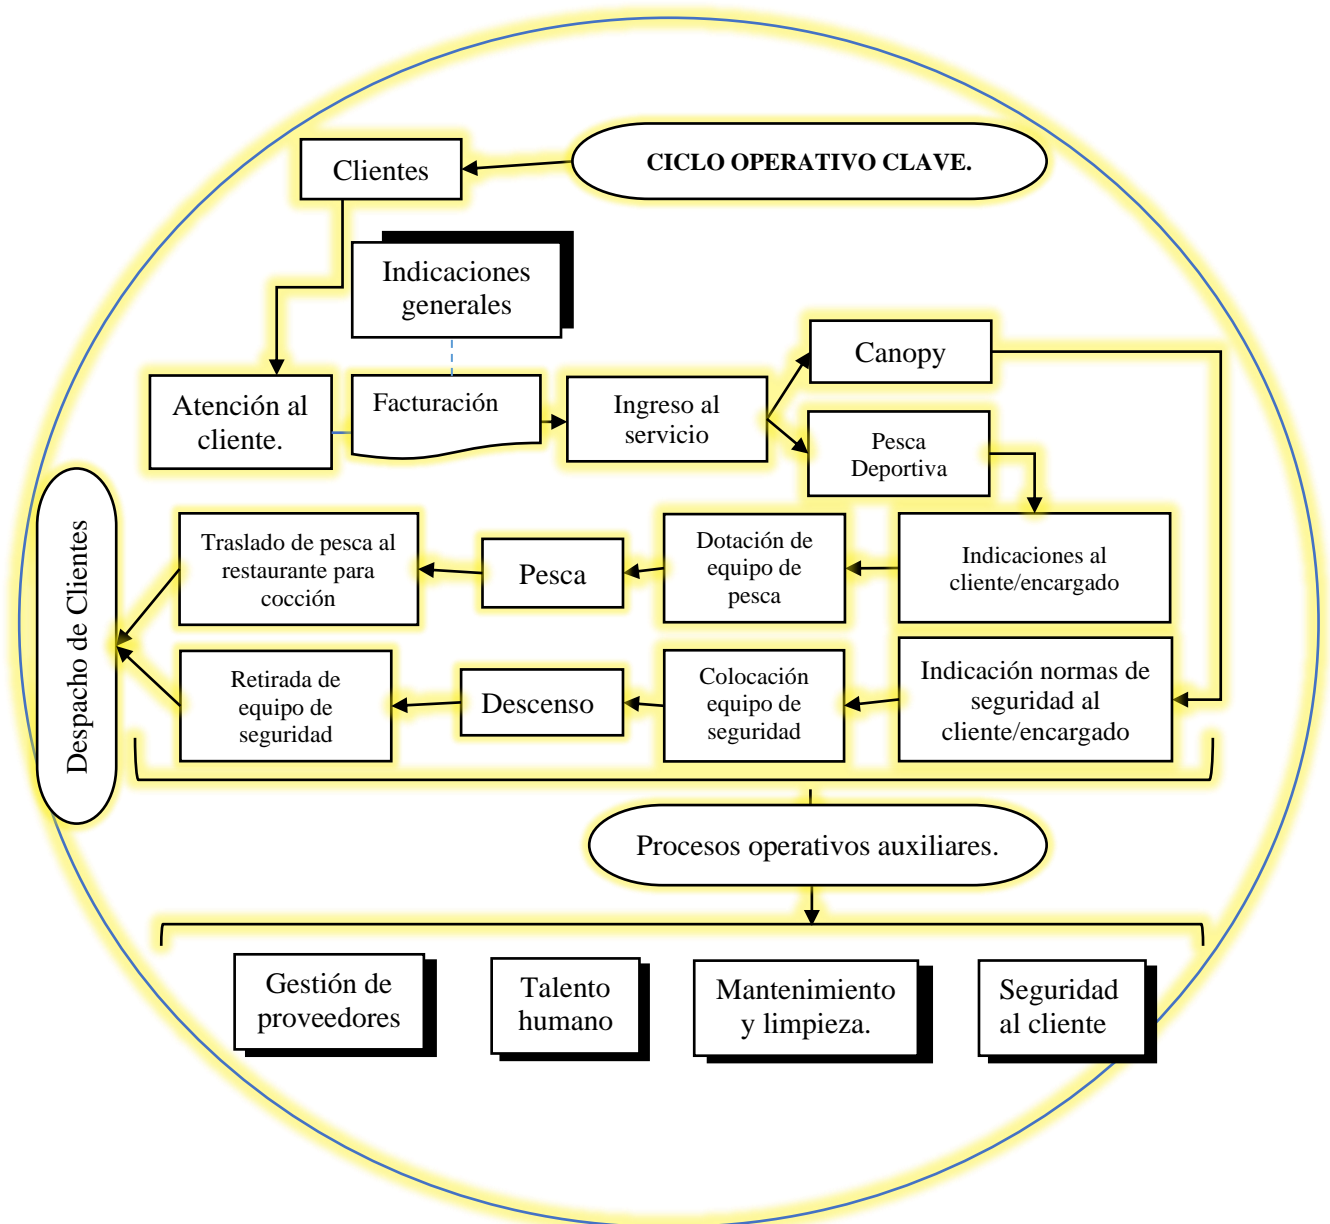 CICLO OPERATIVO CLAVE.
Clientes
Indicaciones
generales
Canopy
Atención al
cliente.
Facturación
Ingreso al
servicio
Pesca
Deportiva
Traslado de pesca al
restaurante para
cocción
Pesca
Dotación de
equipo de
pesca
Indicaciones al
cliente/encargado
Despacho de Clientes
Retirada de
equipo de
seguridad
Descenso
Colocación
equipo de
seguridad
Indicación normas de
seguridad al
cliente/encargado
Procesos operativos auxiliares.
Gestión de
proveedores
Talento
humano
Mantenimiento
y limpieza.
Seguridad
al cliente